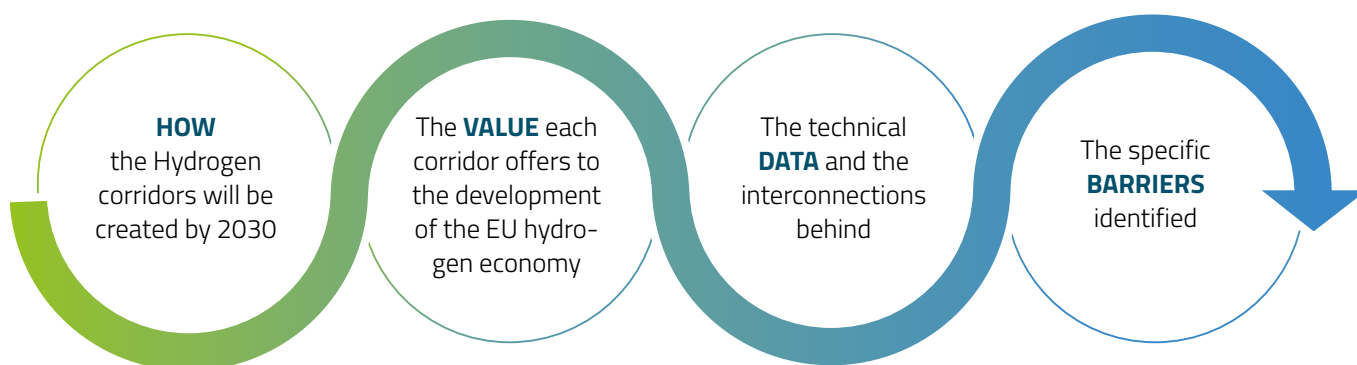 HOW
the Hydrogen
corridors will be
created by 2030
The VALUE each
corridor offers to
the development
of the EU hydro-
gen economy
The technical
DATA and the
interconnections
behind
The specific
BARRIERS
identified